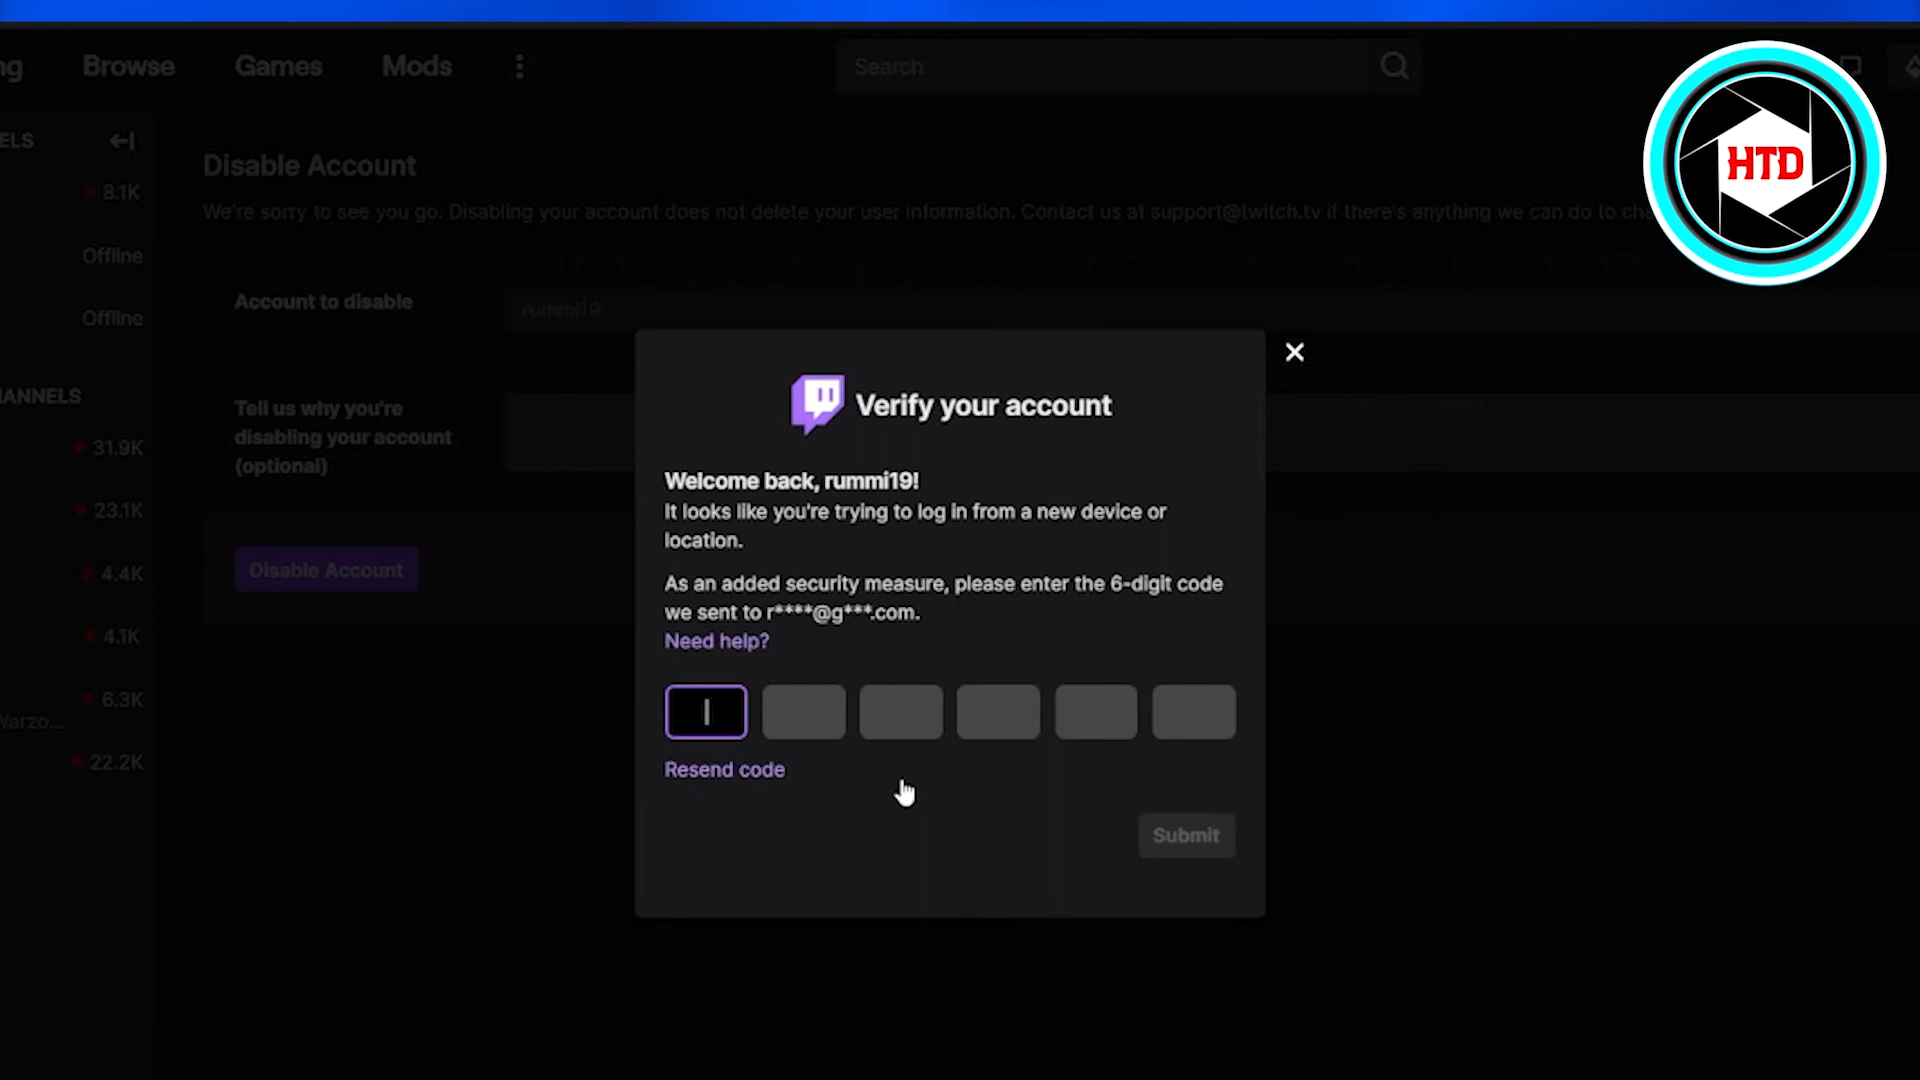 ng Browse Games Mods Search
HTD
ELS
8.1K
Disable Account
We're sorry to see you go. Disabling your account does not delete your user information. Contact us at support@twitch.tv if there's anything we can do to
Offline
Account to disable rummi19
Offline
HANNELS
Tell us why you're
disabling your account
(optional)
31.9K
23.1K
Disable Account
4.4K
4.1K
6.3K
Warzo...
22.2K
Verify your account
Welcome back, rummi19!
It looks like you're trying to log in from a new device or
location.
As an added security measure, please enter the 6-digit code
we sent to r****@g***.com.
Need help?
Resend code
Submit